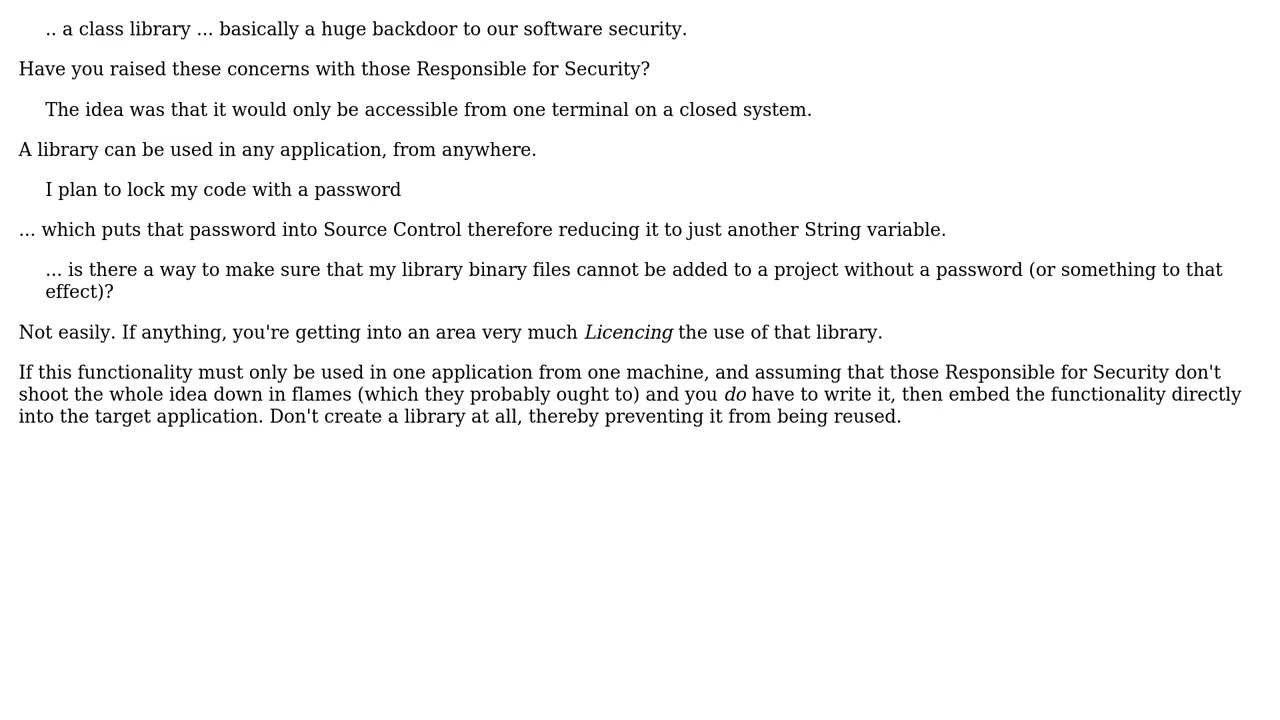 .. a class library ... basically a huge backdoor to our software security.
Have you raised these concerns with those Responsible for Security?
The idea was that it would only be accessible from one terminal on a closed system.
A library can be used in any application, from anywhere.
I plan to lock my code with a password
... which puts that password into Source Control therefore reducing it to just another String variable.
... is there a way to make sure that my library binary files cannot be added to a project without a password (or something to that
effect)?
Not easily. If anything, you're getting into an area very much Licencing the use of that library.
If this functionality must only be used in one application from one machine, and assuming that those Responsible for Security don't
shoot the whole idea down in flames (which they probably ought to) and you do have to write it, then embed the functionality directly
into the target application. Don't create a library at all, thereby preventing it from being reused.